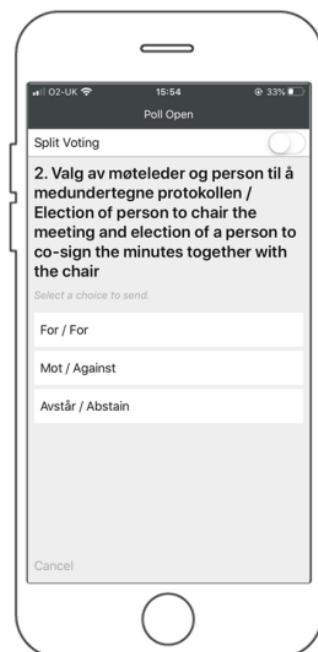 O2-UK 15:54 33%
Poll Open
Split Voting
2. Valg av møteleder og person til å
medundertegne protokollen /
Election of person to chair the
meeting and election of a person to
co-sign the minutes together with
the chair
Select a choice to send.
For / For
Mot / Against
Avstår / Abstain
Cancel